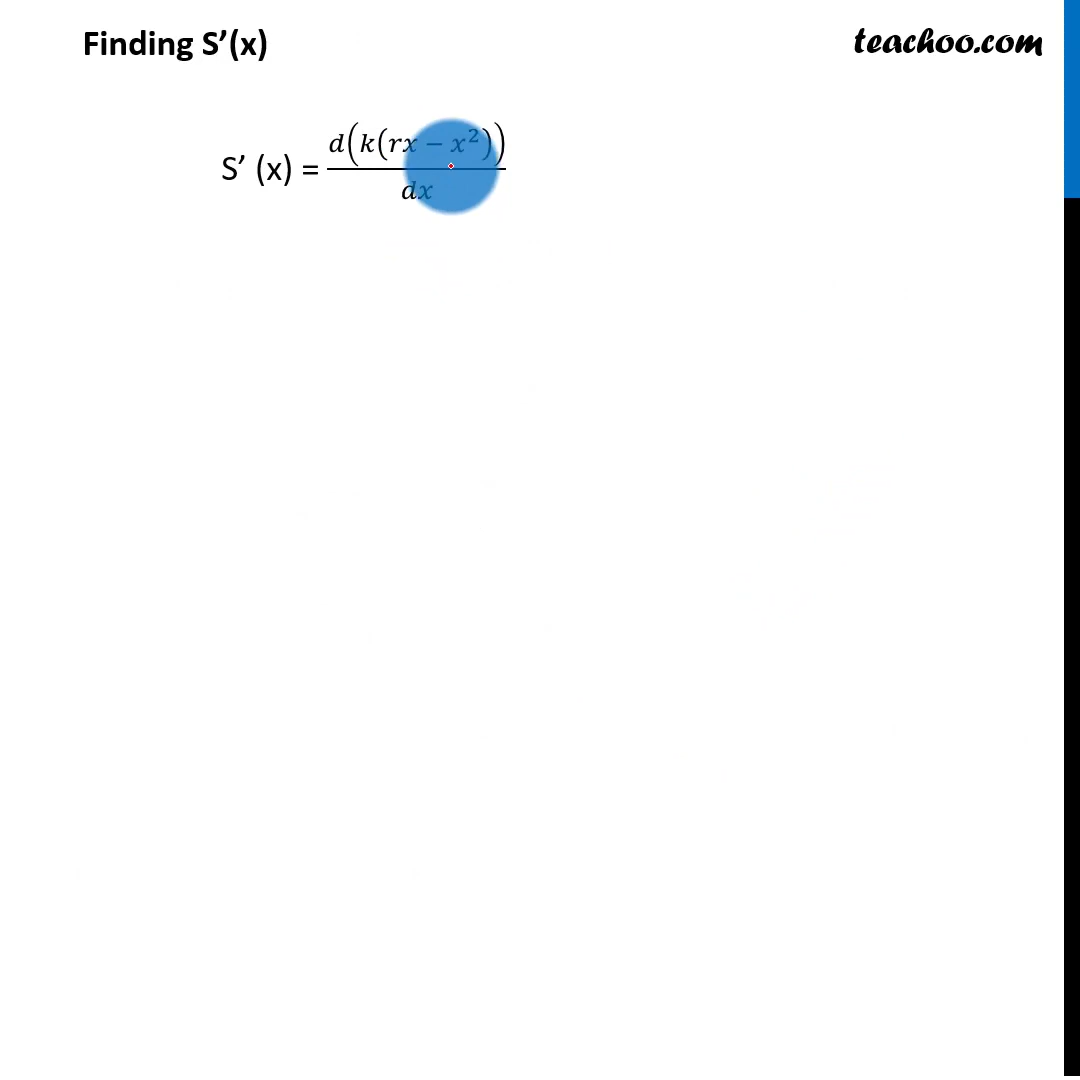 Finding S’(x)
teachoo.com
S’ (x) = 𝑑(𝑘(𝑟𝑥 − 𝑥²))/𝑑𝑥